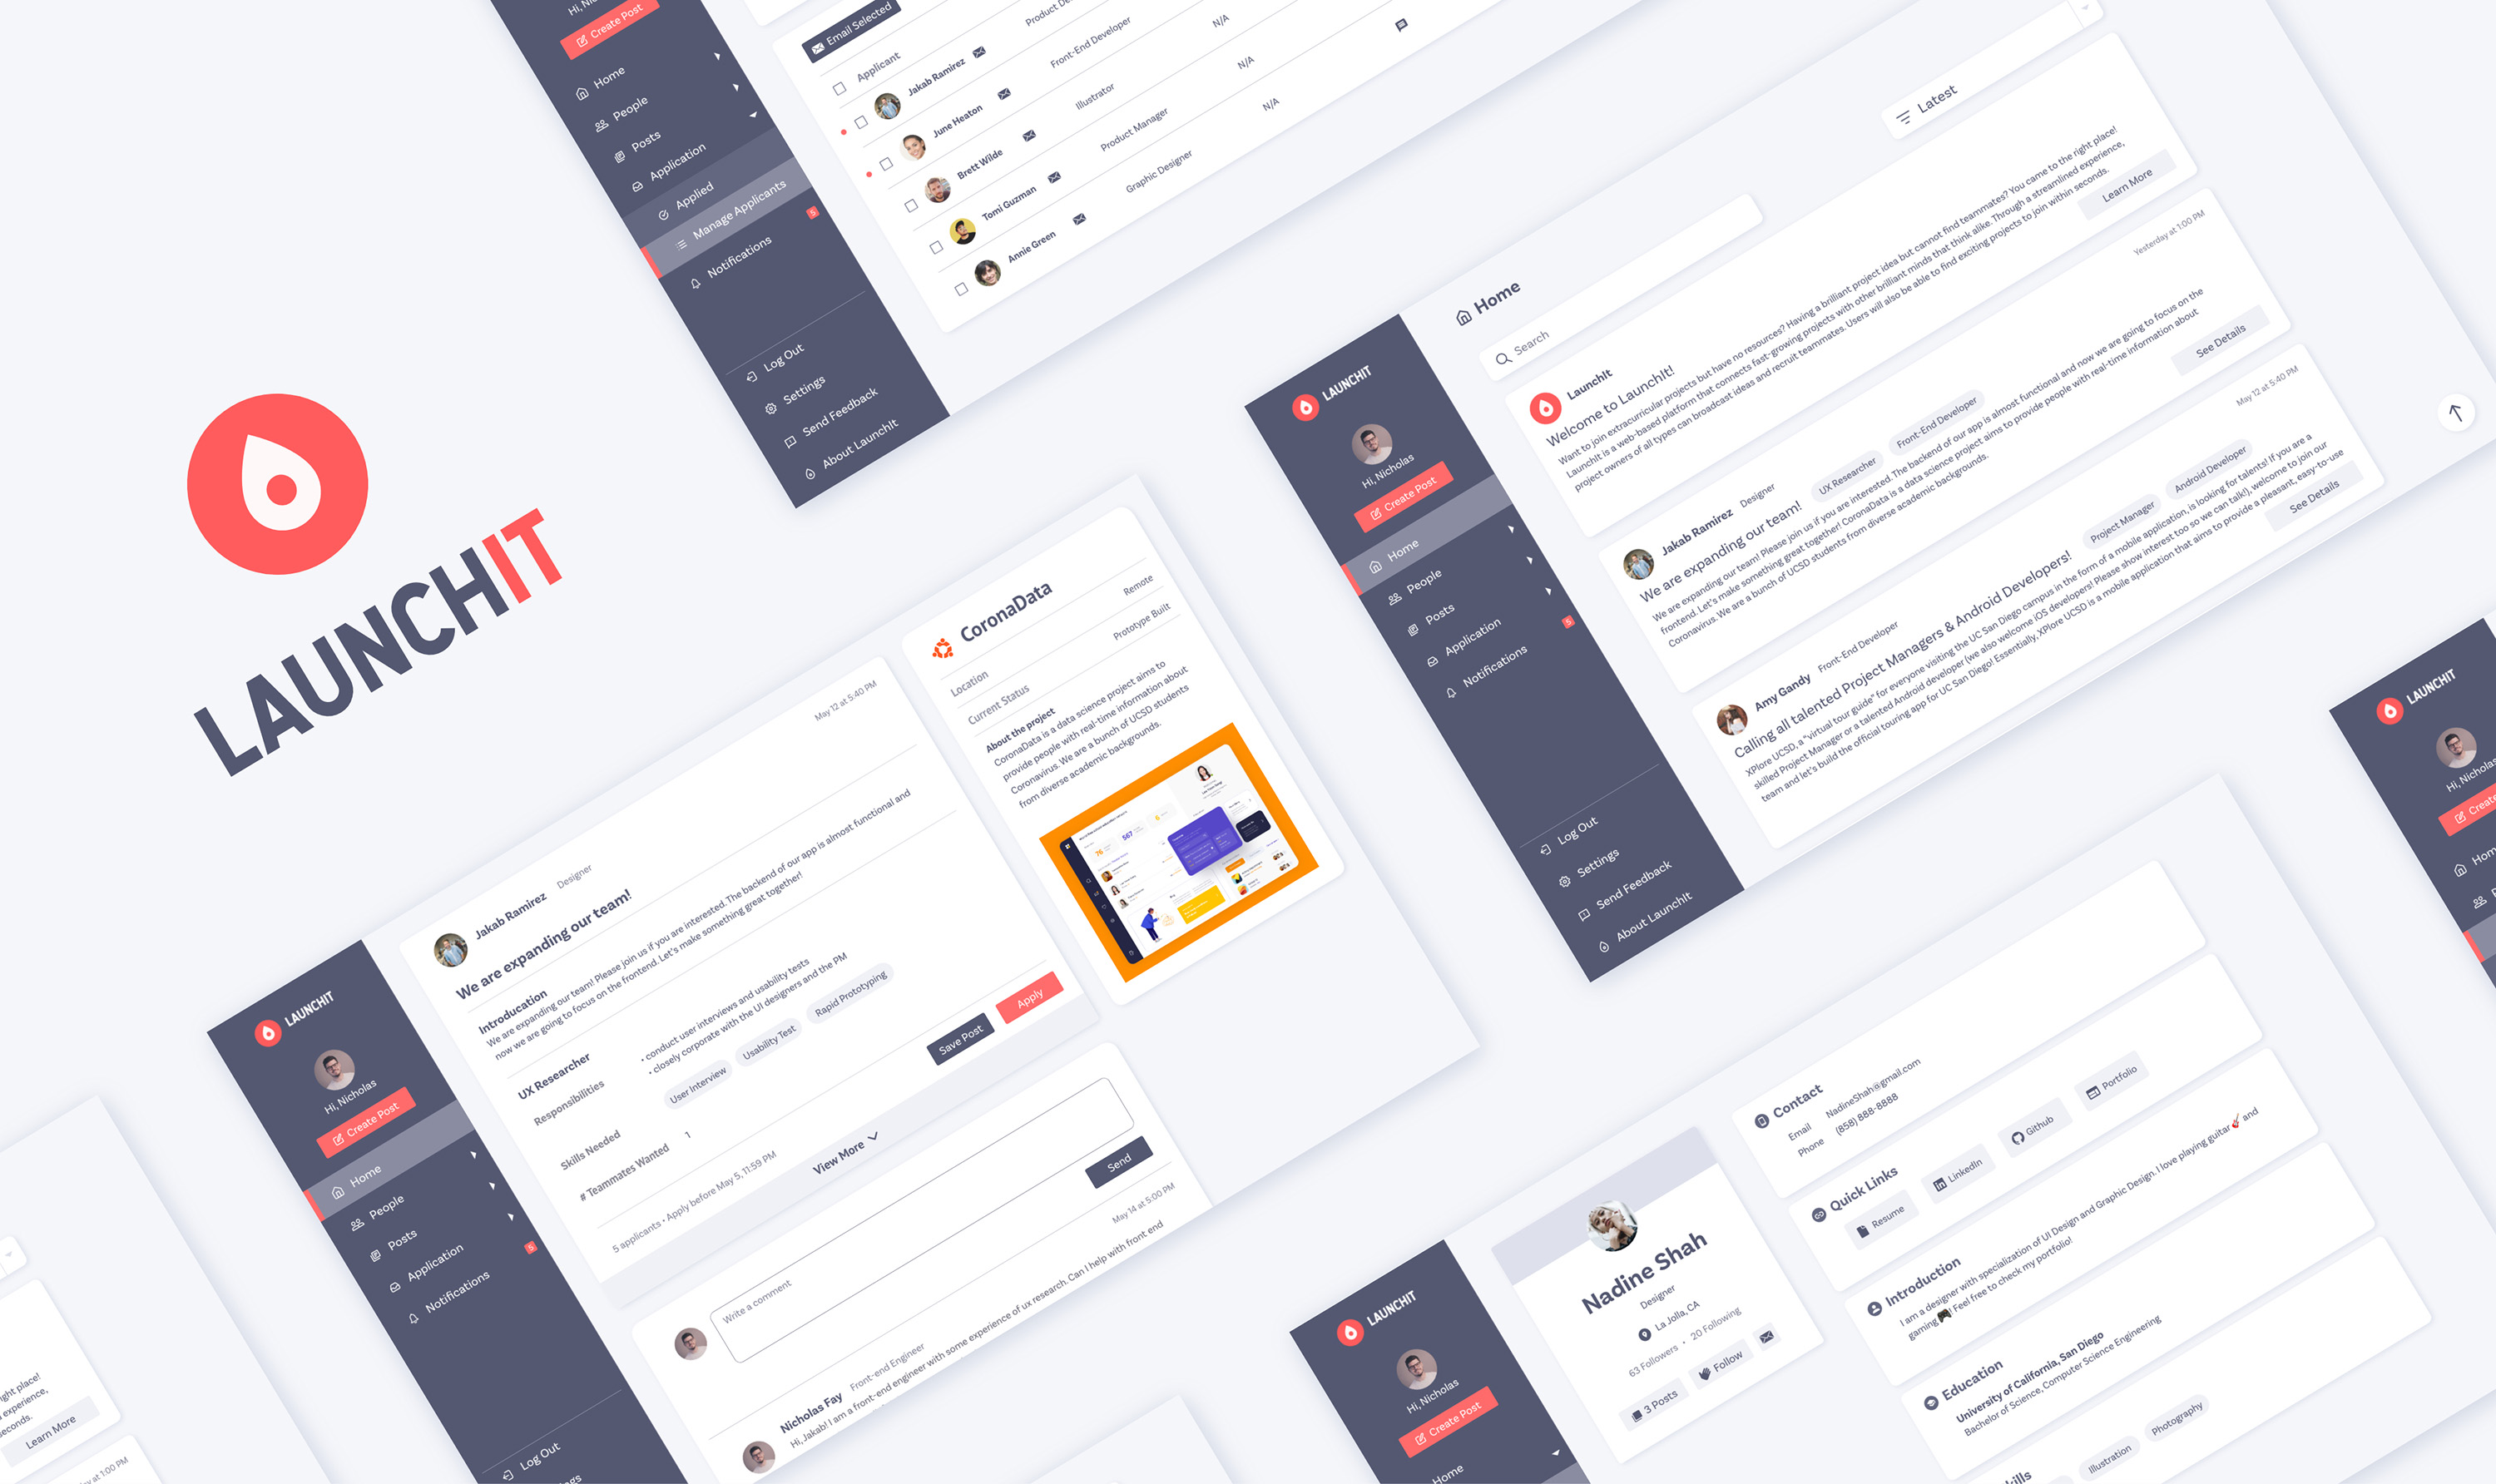 LAUNCHIT
Hi, Nic
Create Post
Home
People
Posts
Application
Applied
Manage Applicants
Notifications
5
Log Out
Settings
Send Feedback
About LaunchIt
Email Selected
Applicant
Jakab Ramirez
Product De
June Heaton
Front-End Developer
N/A
Brett Wilde
Illustrator
N/A
Tomi Guzman
Product Manager
N/A
Annie Green
Graphic Designer
LAUNCHIT
Hi, Nicholas
Create Post
Home
People
Posts
Application
Notifications
5
Log Out
Settings
Send Feedback
About LaunchIt
Home
Search
Latest
LaunchIt
Welcome to LaunchIt!
Want to join extracurricular projects but have no resources? Having a brilliant project idea but cannot find teammates? You came to the right place!
LaunchIt is a web-based platform that connects fast-growing projects with other brilliant minds that think alike. Through a streamlined experience,
project owners of all types can broadcast ideas and recruit teammates. Users will also be able to find exciting projects to join within seconds.
Learn More
Jakab Ramirez Designer
Yesterday at 1:00 PM
We are expanding our team!
UX Researcher
Front-End Developer
We are expanding our team! Please join us if you are interested. The backend of our app is almost functional and now we are going to focus on the
frontend. Let's make something great together! CoronaData is a data science project aims to provide people with real-time information about
Coronavirus. We are a bunch of UCSD students from diverse academic backgrounds.
See Details
Amy Gandy Front-End Developer
May 12 at 5:40 PM
Calling all talented Project Managers & Android Developers!
Project Manager
Android Developer
XPlore UCSD, a "virtual tour guide" for everyone visiting the UC San Diego campus in the form of a mobile application, is looking for talents! If you are a
skilled Project Manager or a talented Android developer (we also welcome iOS developers! Please show interest too so we can talk!), welcome to join our
team and let's build the official touring app for UC San Diego! Essentially, XPlore UCSD is a mobile application that aims to provide a pleasant, easy-to-use
See Details
LAUNCHIT
Hi, Nicholas
Create Post
Home
People
Posts
Application
Notifications
5
Log Out
ngs
Jakab Ramirez Designer
May 12 at 5:40 PM
We are expanding our team!
Introducation
We are expanding our team! Please join us if you are interested. The backend of our app is almost functional and
now we are going to focus on the frontend. Let's make something great together!
UX Researcher
Responsibilities
• conduct user interviews and usability tests
• closely corporate with the UI designers and the PM
Skills Needed
User Interview
Usability Test
Rapid Prototyping
# Teammates Wanted 1
5 applicants • Apply before May 5, 11:59 PM
Save Post
Apply
View More
Write a comment
Send
Nicholas Fay Front-end Engineer
May 14 at 5:00 PM
Hi, Jakab! I am a front-end engineer with some experience of ux research. Can I help with front end
CoronaData
Location
Remote
Current Status
Prototype Built
About the project
CoronaData is a data science project aims to
provide people with real-time information about
Coronavirus. We are a bunch of UCSD students
from diverse academic backgrounds.
76
567
6
LAUNCHIT
Hi, Nicholas
Create Post
Home
Nadine Shah
Designer
La Jolla, CA
63 Followers • 20 Following
3 Posts
Follow
Contact
Email NadineShah@gmail.com
Phone (858) 888-8888
Quick Links
Resume
LinkedIn
Github
Portfolio
Introduction
I am a designer with specialization of UI Design and Graphic Design. I love playing guitar🎸 and
gaming🎮! Feel free to check my portfolio!
Education
University of California, San Diego
Bachelor of Science, Computer Science Engineering
kills
Illustration
Photography
LAUNCHIT
Hi, Nicholas
Create
Hom
ght place!
experience,
econds.
Learn More
ay at 1:00 PM